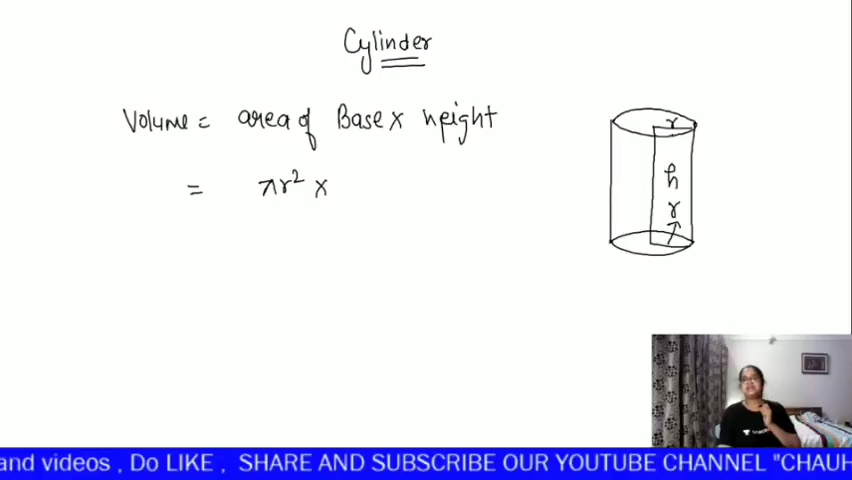 Cylinder
Volume = area of Base x height
= πr² x
r
h
r
and videos , Do LIKE , SHARE AND SUBSCRIBE OUR YOUTUBE CHANNEL "CHAUH